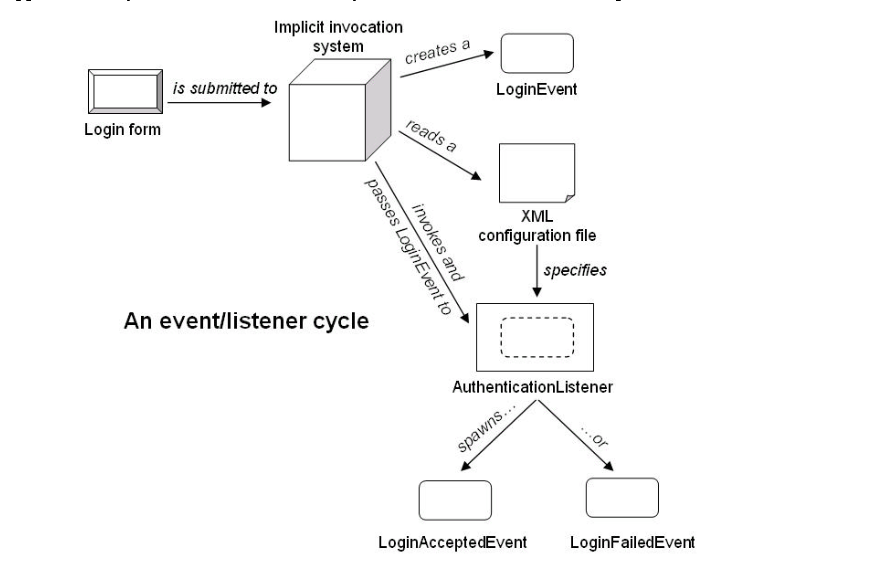 Implicit invocation
system
creates a
LoginEvent
is submitted to
Login form
reads a
XML
configuration file
invokes and
passes LoginEvent to
specifies
An event/listener cycle
AuthenticationListener
spawns...
...or
LoginAcceptedEvent
LoginFailedEvent